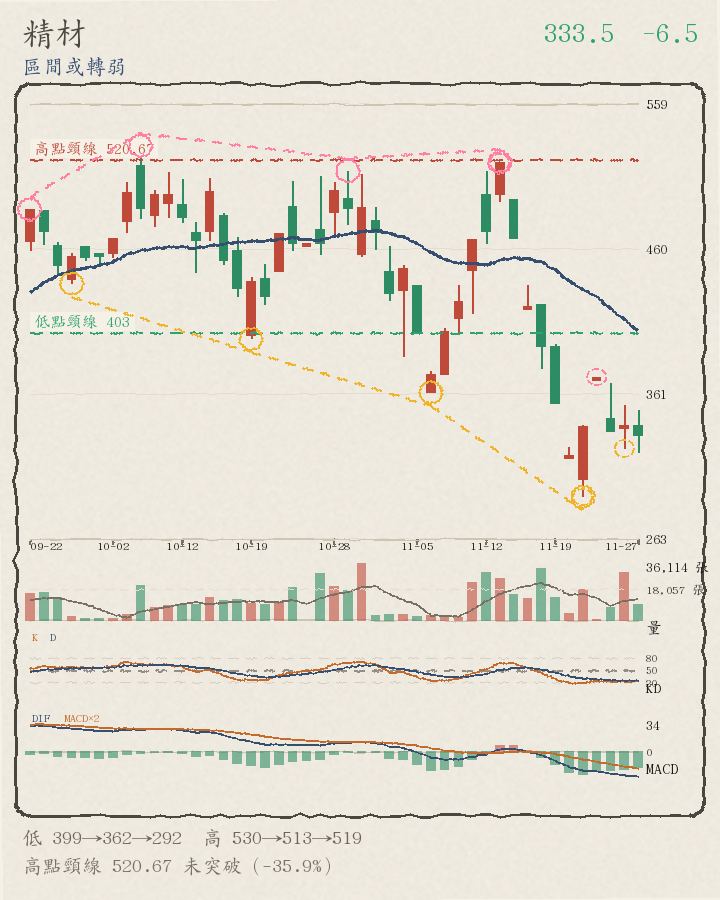 精材
333.5 -6.5
區間或轉弱
559
高點頸線 520.67
460
低點頸線 403
361
263
09-22 10-02 10-12 10-19 10-28 11-05 11-12 11-19 11-27
36,114 張
18,057 張
量
K D
80
50
20
KD
DIF MACD×2
34
0
MACD
低 399→362→292 高 530→513→519
高點頸線 520.67 未突破 (-35.9%)